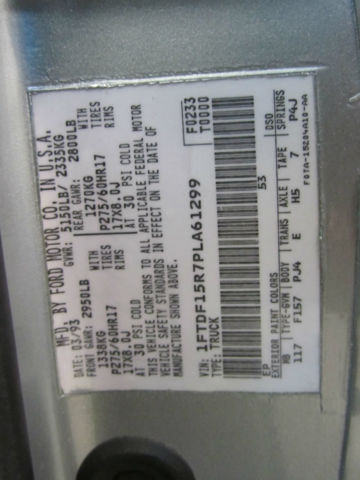 MFD. BY FORD MOTOR CO. IN U.S.A.
DATE: 03/93 GVWR: 5150LB/ 2335KG
FRONT GAWR: 2950LB REAR GAWR: 2800LB
1338KG WITH 1270KG WITH
P275/60HR17 TIRES P275/60HR17 TIRES
17X8.0J RIMS 17X8.0J RIMS
AT 30 PSI COLD AT 30 PSI COLD
THIS VEHICLE CONFORMS TO ALL APPLICABLE FEDERAL MOTOR
VEHICLE SAFETY STANDARDS IN EFFECT ON THE DATE OF
MANUFACTURE SHOWN ABOVE.
F0233
T0000
VIN: 1FTDF15R7PLA61299
TYPE: TRUCK
EP 53
EXTERIOR PAINT COLORS DSO
WB TYPE-GVW BODY TRANS AXLE TAPE SPRINGS
117 F157 PJ4 E H5 7 P4J
F0TA-15204A10-AA